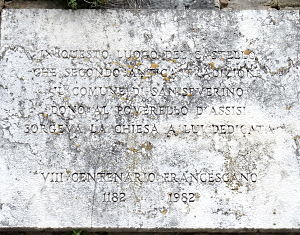 IN QUESTO LUOGO DEL CASTELLO
CHE SECONDO ANTICA TRADIZIONE
IL COMUNE DI SAN SEVERINO
DONO' AL POVERELLO D'ASSISI
SORGEVA LA CHIESA A LUI DEDICATA
VIII CENTENARIO FRANCESCANO
1182 1982